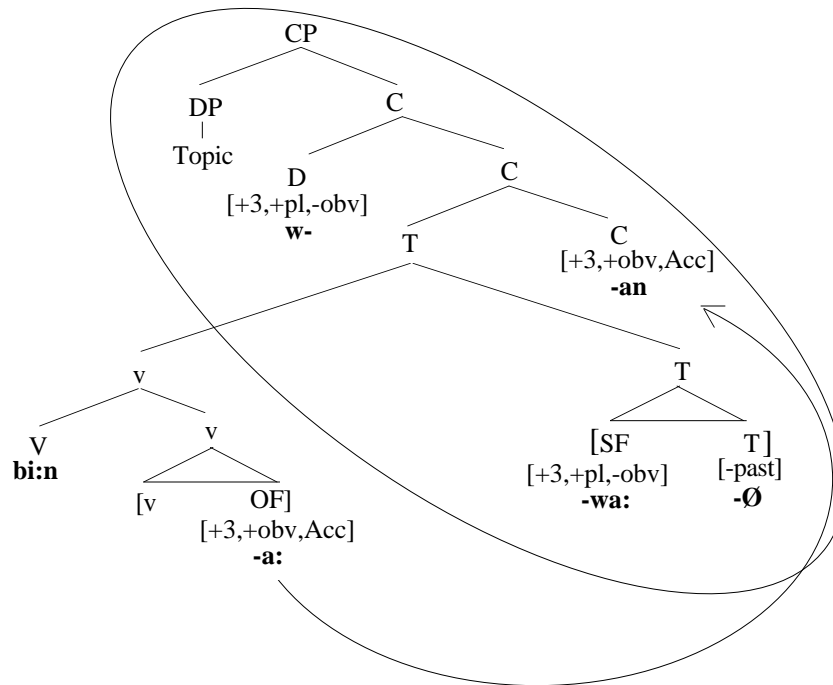 CP
DP C
Topic
D C
[+3,+pl,-obv]
w-
T C
[+3,+obv,Acc]
-an
v T
V v [SF T]
bi:n [+3,+pl,-obv] [-past]
-wa: -Ø
[v OF]
[+3,+obv,Acc]
-a: